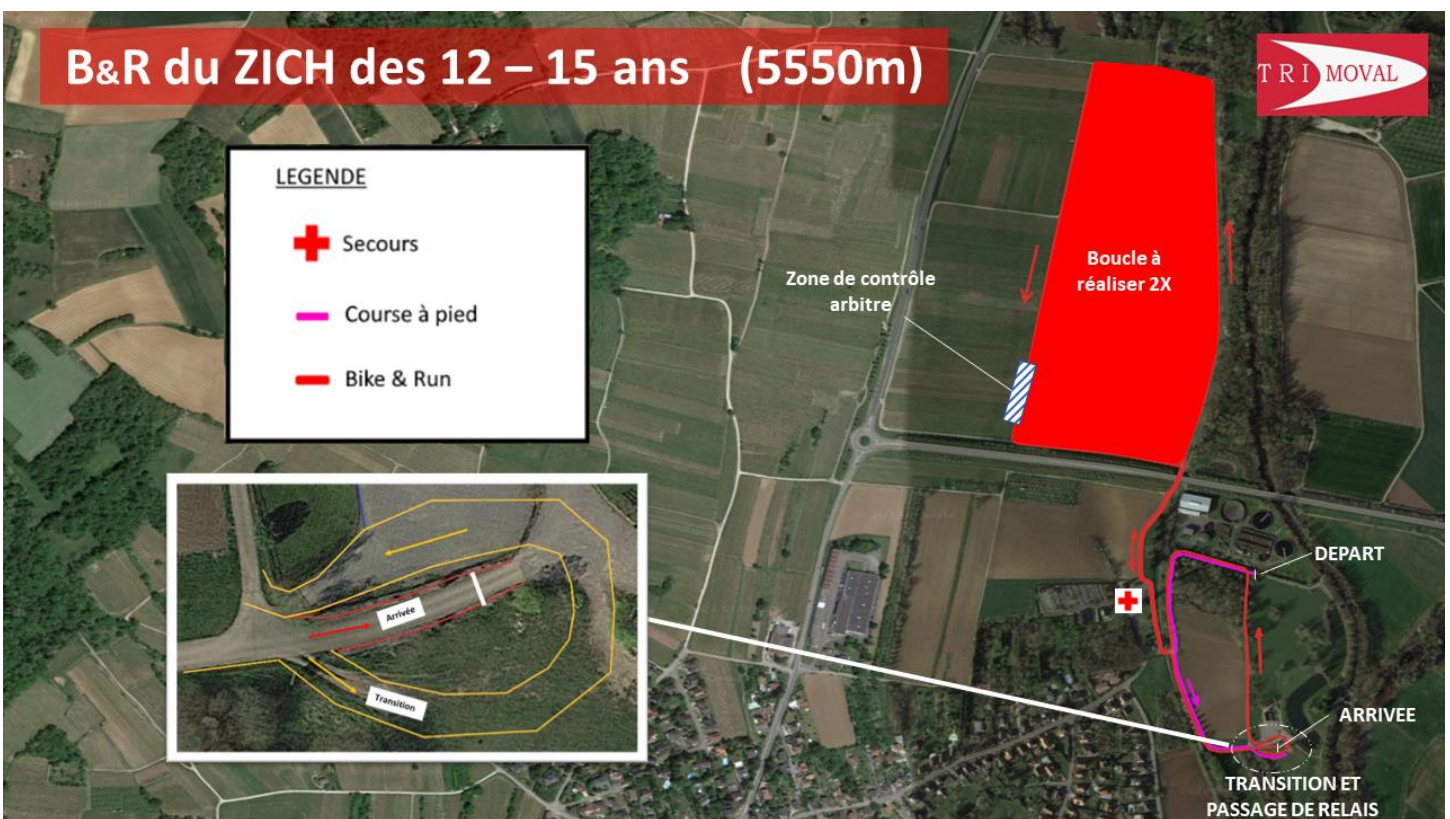 B&R du ZICH des 12 – 15 ans (5550m)
TRI MOVAL
LEGENDE
Secours
Course à pied
Bike & Run
Zone de contrôle
arbitre
Boucle à
réaliser 2X
DEPART
Arrivée
Transition
ARRIVEE
TRANSITION ET
PASSAGE DE RELAIS